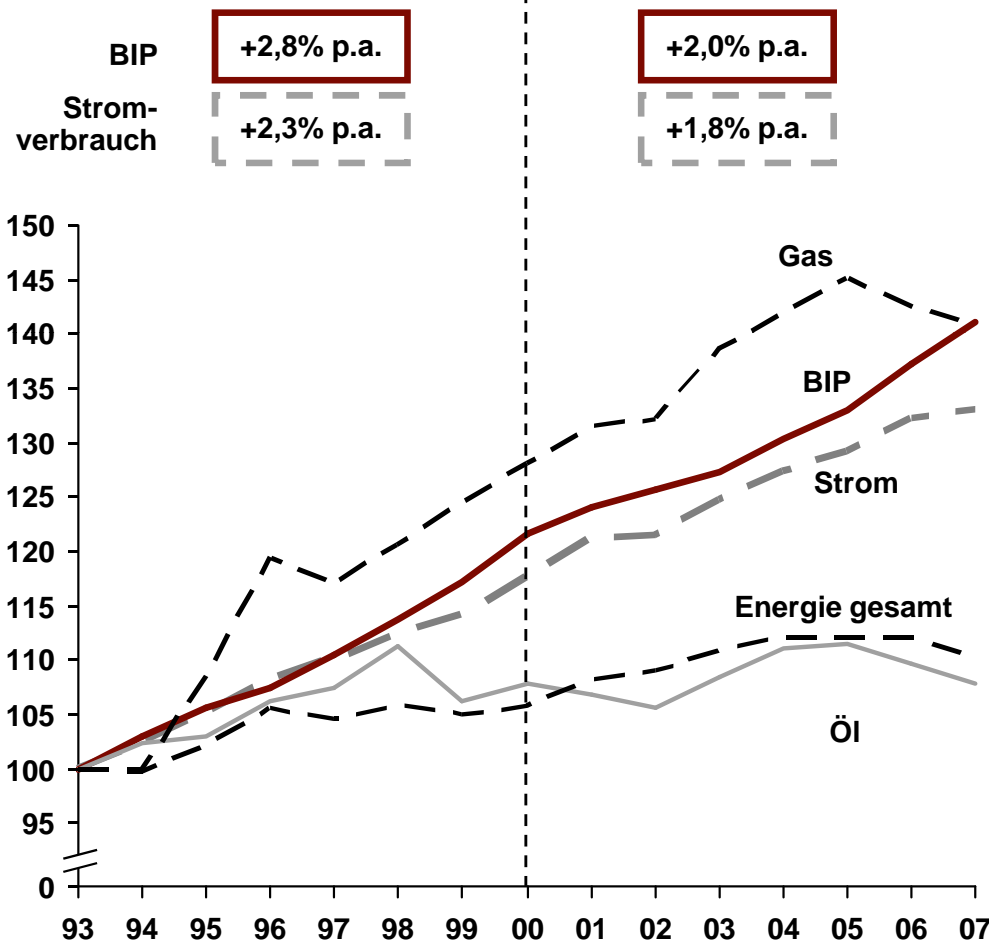 BIP
+2,8% p.a.
+2,0% p.a.
Strom-
verbrauch
+2,3% p.a.
+1,8% p.a.
150
145
140
135
130
125
120
115
110
105
100
95
0
Gas
BIP
Strom
Energie gesamt
Öl
93 94 95 96 97 98 99 00 01 02 03 04 05 06 07